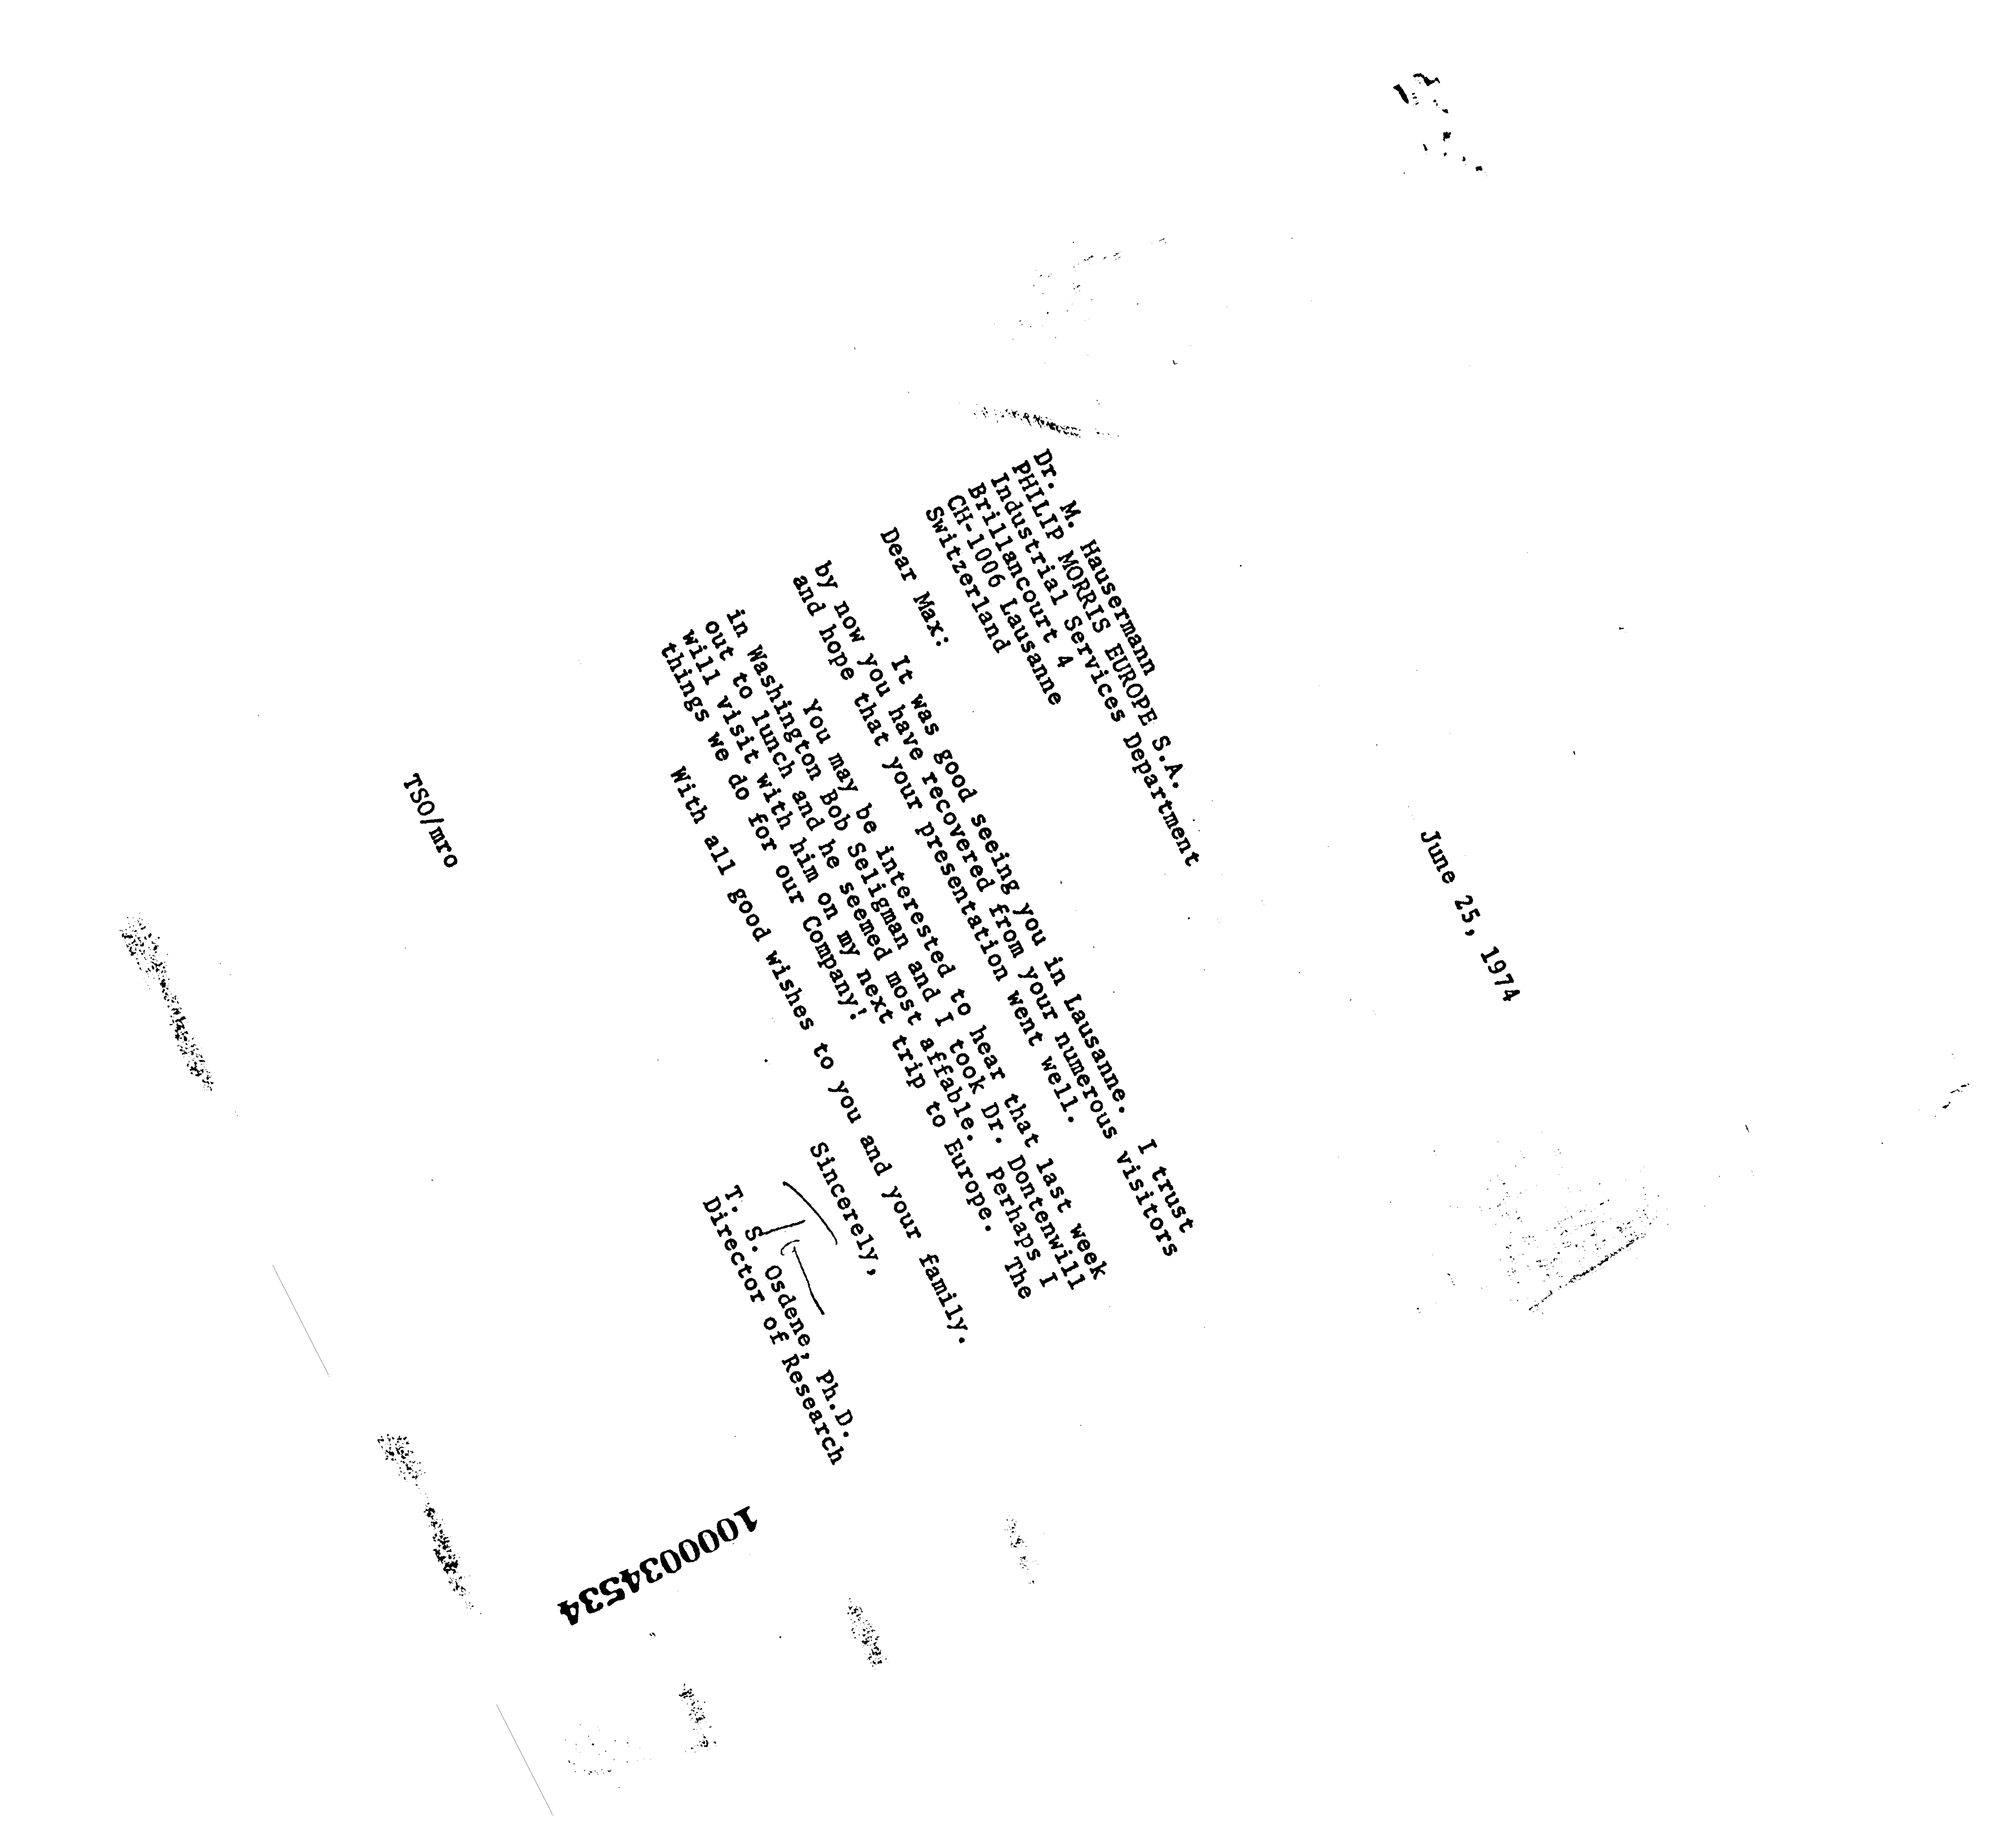 June 25, 1974
Dr. M. Hausermann
PHILIP MORRIS EUROPE S.A.
Industrial Services Department
Brillancourt 4
CH-1006 Lausanne
Switzerland
Dear Max:
It was good seeing you in Lausanne. I trust
by now you have recovered from your numerous visitors
and hope that your presentation went well.
You may be interested to hear that last week
in Washington Bob Seligman and I took Dr. Dontenwill
out to lunch and he seemed most affable. Perhaps I
will visit with him on my next trip to Europe. The
things we do for our Company!
With all good wishes to you and your family.
Sincerely,
T. S. Osdene, Ph.D.
Director of Research
TSO/mro
1000034534